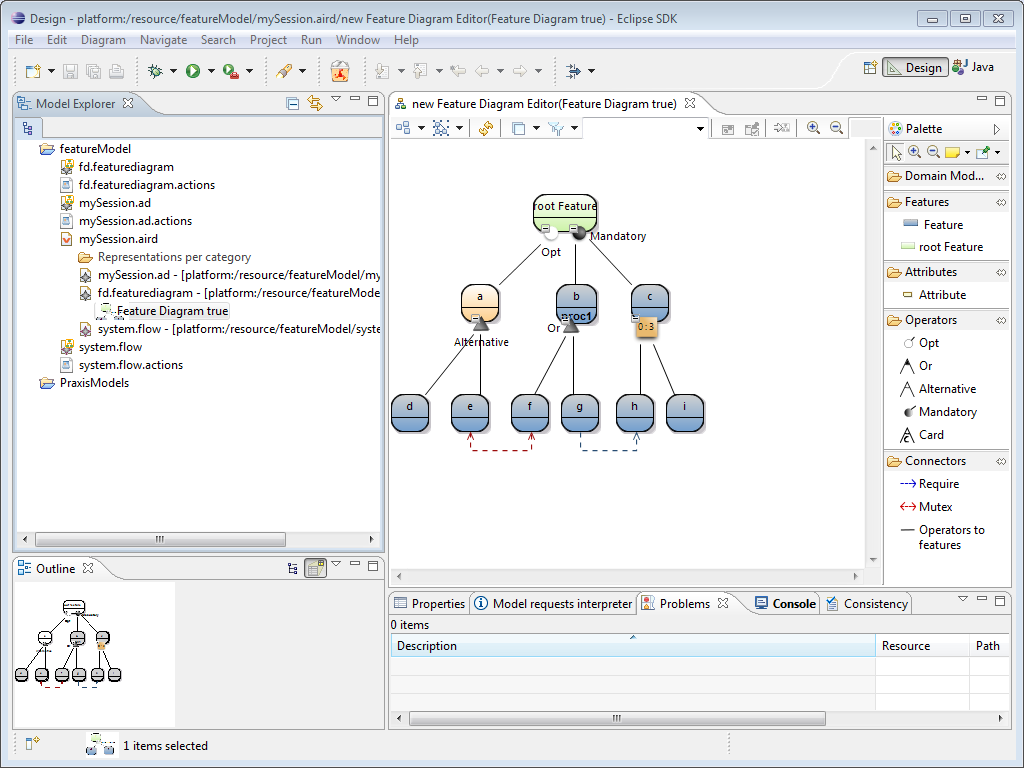 Design - platform:/resource/featureModel/mySession.aird/new Feature Diagram Editor(Feature Diagram true) - Eclipse SDK
File Edit Diagram Navigate Search Project Run Window Help
Design Java
Model Explorer
featureModel
fd.featurediagram
fd.featurediagram.actions
mySession.ad
mySession.ad.actions
mySession.aird
Representations per category
mySession.ad - [platform:/resource/featureModel/my
fd.featurediagram - [platform:/resource/featureMode
Feature Diagram true
system.flow - [platform:/resource/featureModel/syste
system.flow
system.flow.actions
PraxisModels
Outline
new Feature Diagram Editor(Feature Diagram true)
root Feature
Mandatory
Opt
a b c
proc1
Or
0:3
Alternative
d e f g h i
Palette
Domain Mod...
Features
Feature
root Feature
Attributes
Attribute
Operators
Opt
Or
Alternative
Mandatory
Card
Connectors
Require
Mutex
Operators to
features
Properties Model requests interpreter Problems Console Consistency
0 items
Description Resource Path
1 items selected